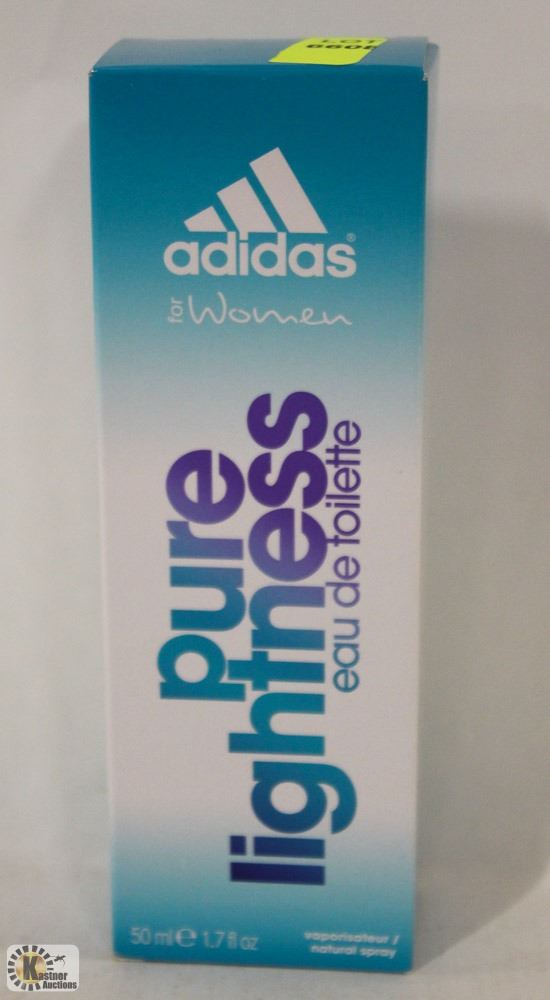 LOT
adidas®
for Women
pure
lightness
eau de toilette
50 ml ℮ 1.7 fl oz
vaporisateur /
natural spray
Kastner
Auctions